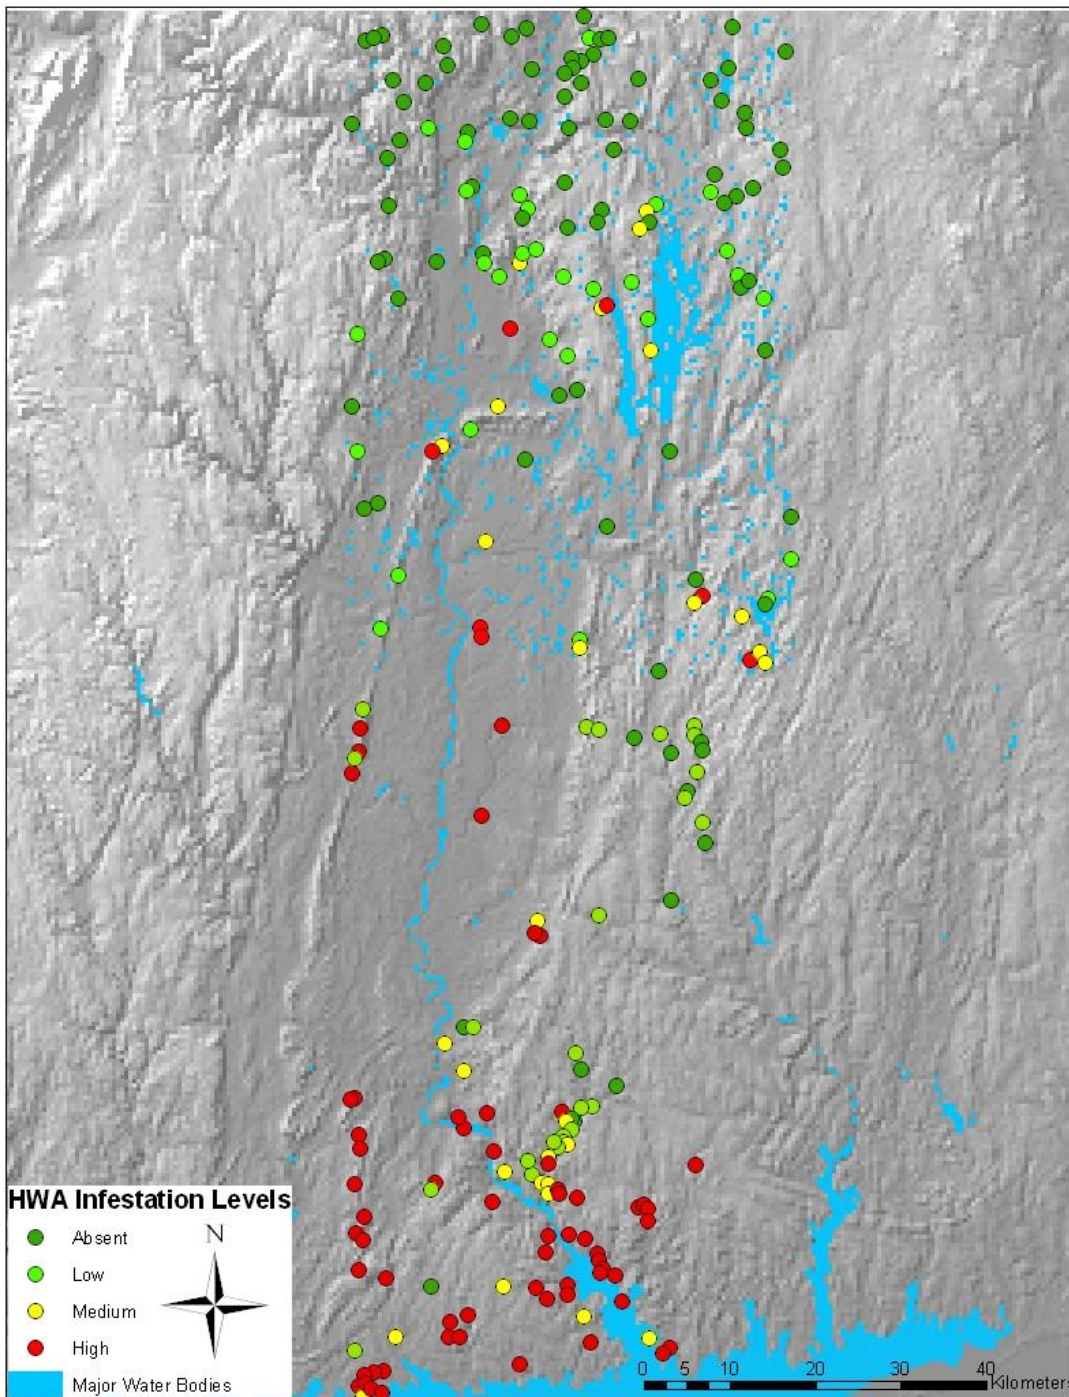 HWA Infestation Levels
Absent
Low
Medium
High
Major Water Bodies
N
0 5 10 20 30 40
Kilometers